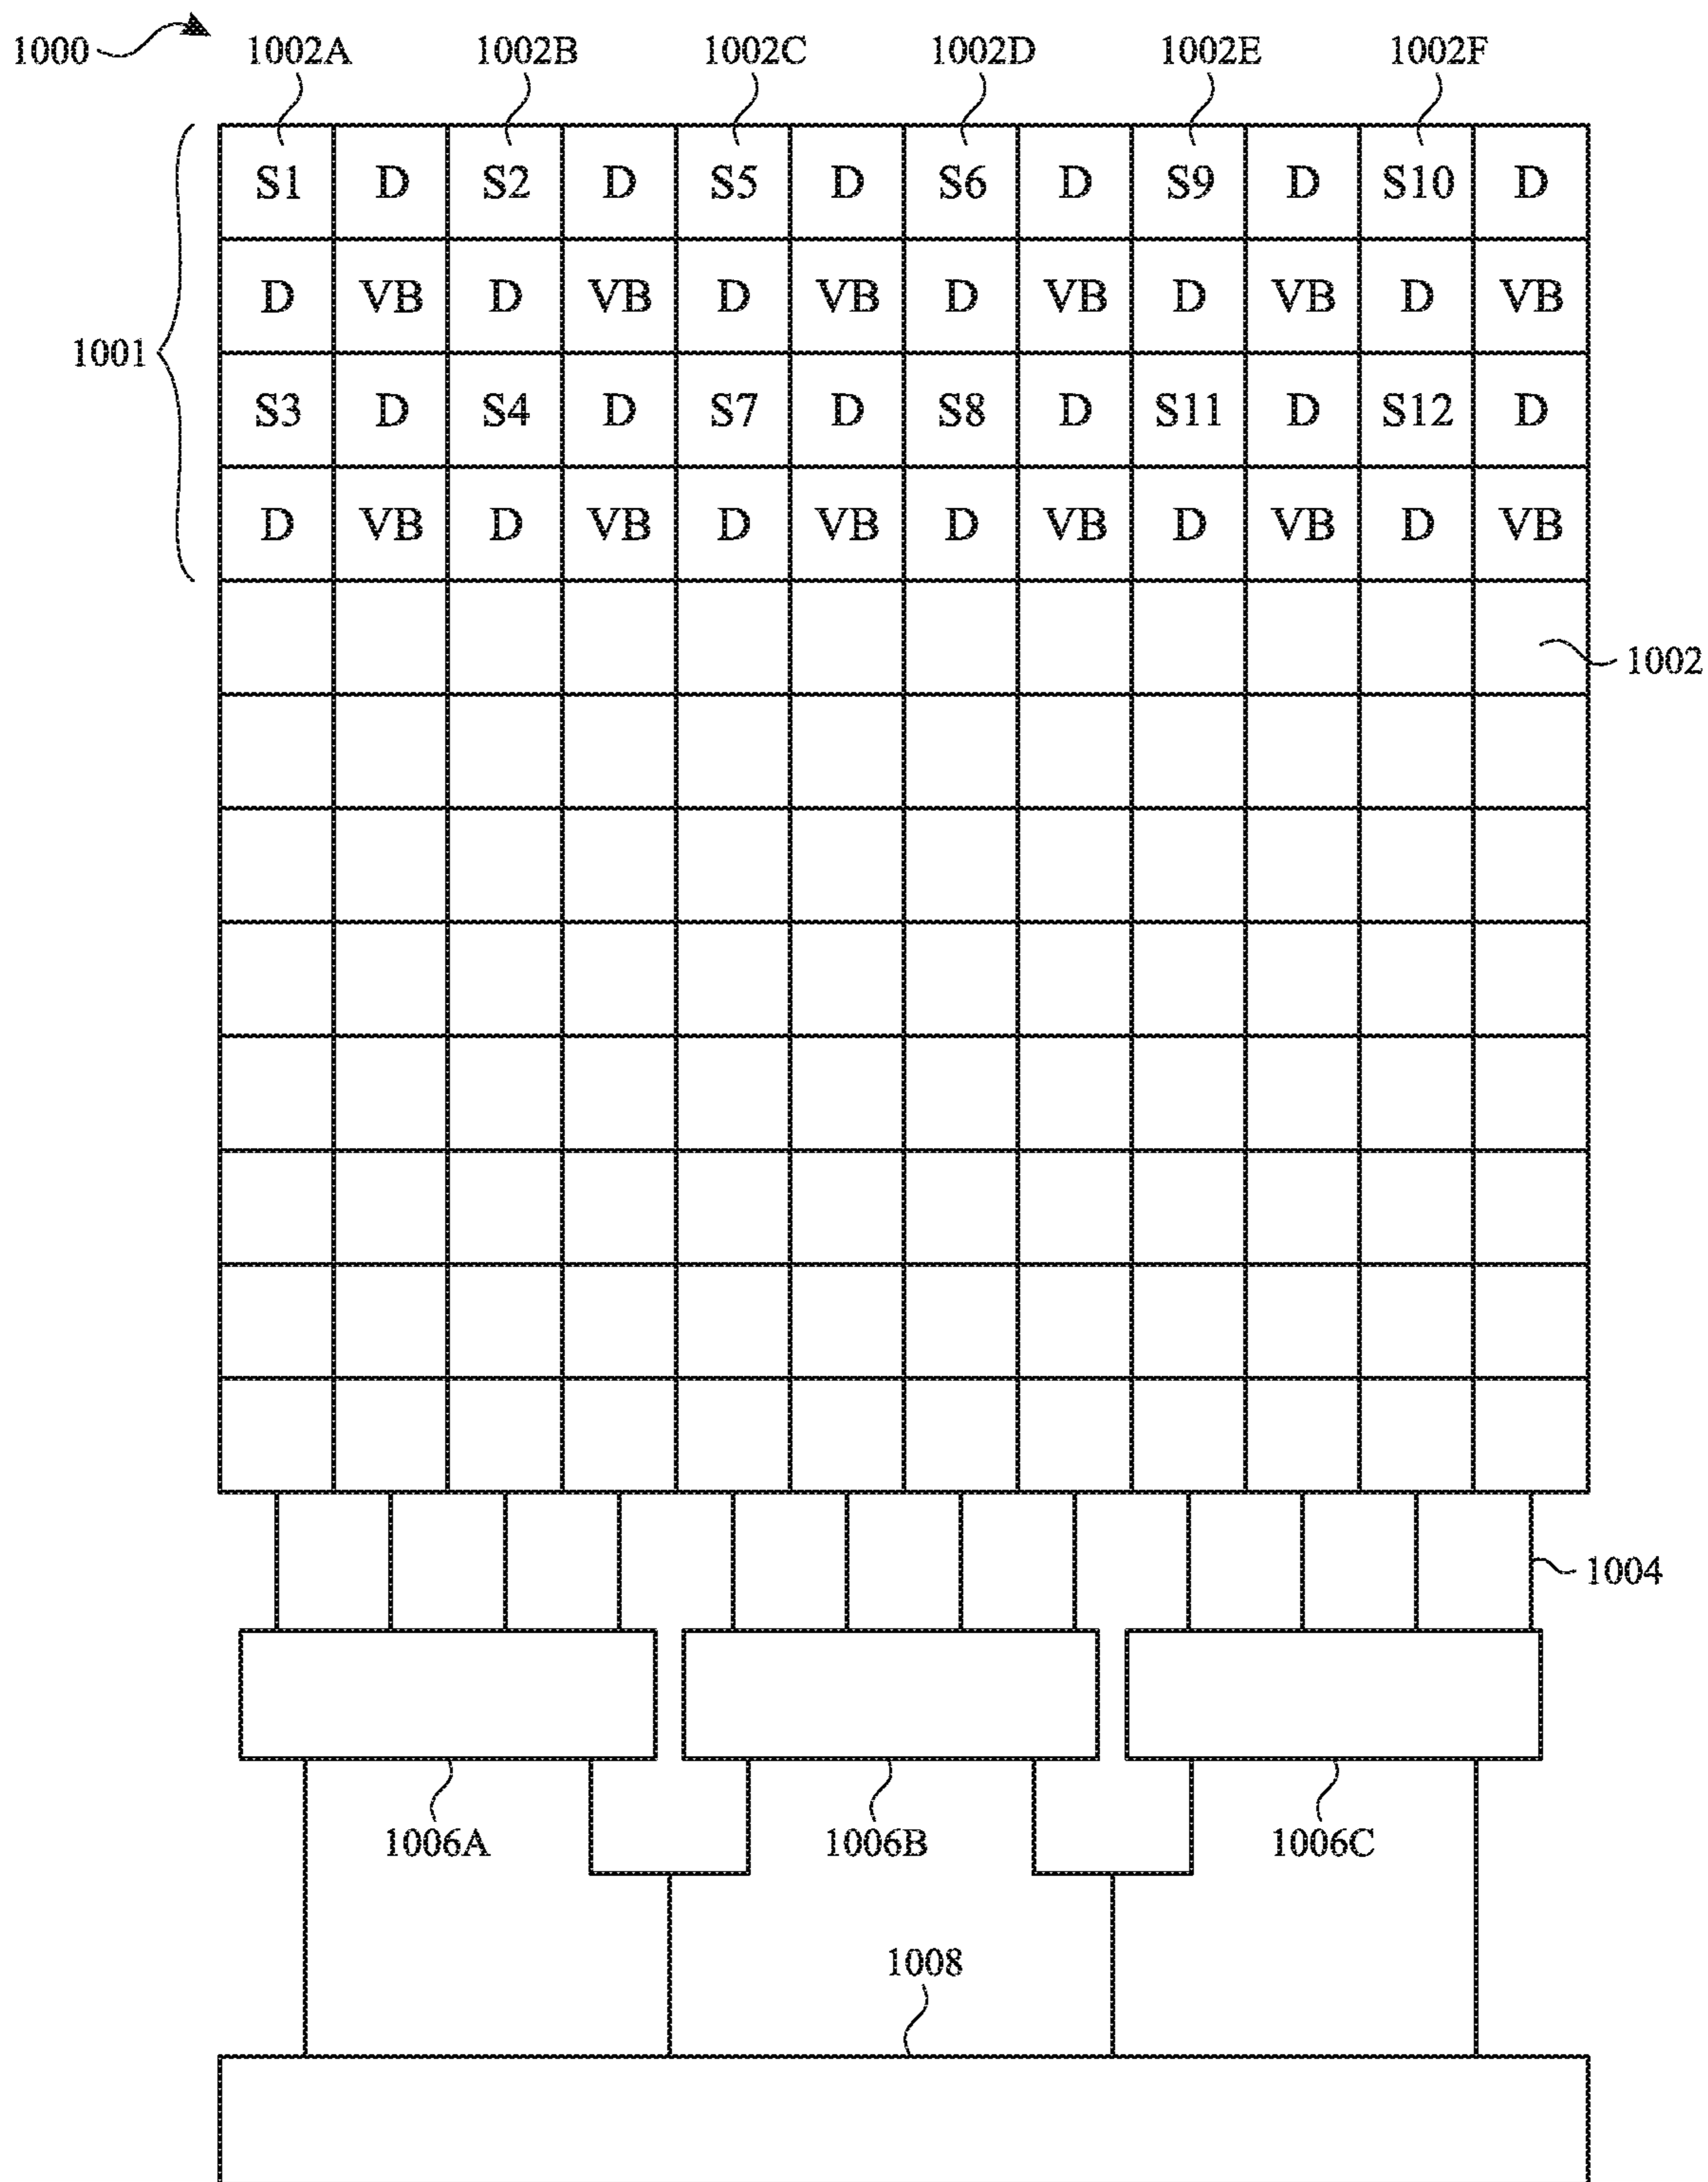 1000 1002A 1002B 1002C 1002D 1002E 1002F
S1 D S2 D S5 D S6 D S9 D S10 D
D VB D VB D VB D VB D VB D VB
1001
S3 D S4 D S7 D S8 D S11 D S12 D
D VB D VB D VB D VB D VB D VB
1002
1004
1006A 1006B 1006C
1008